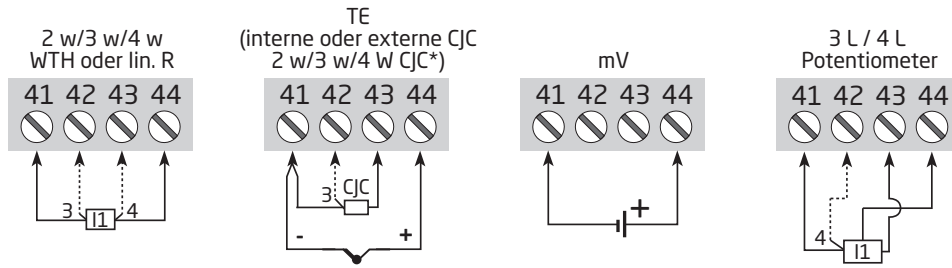 2 w/3 w/4 w
WTH oder lin. R
41 42 43 44
3 I1 4
TE
(interne oder externe CJC
2 w/3 w/4 W CJC*)
41 42 43 44
3 CJC
- +
mV
41 42 43 44
+
3 L / 4 L
Potentiometer
41 42 43 44
4 I1